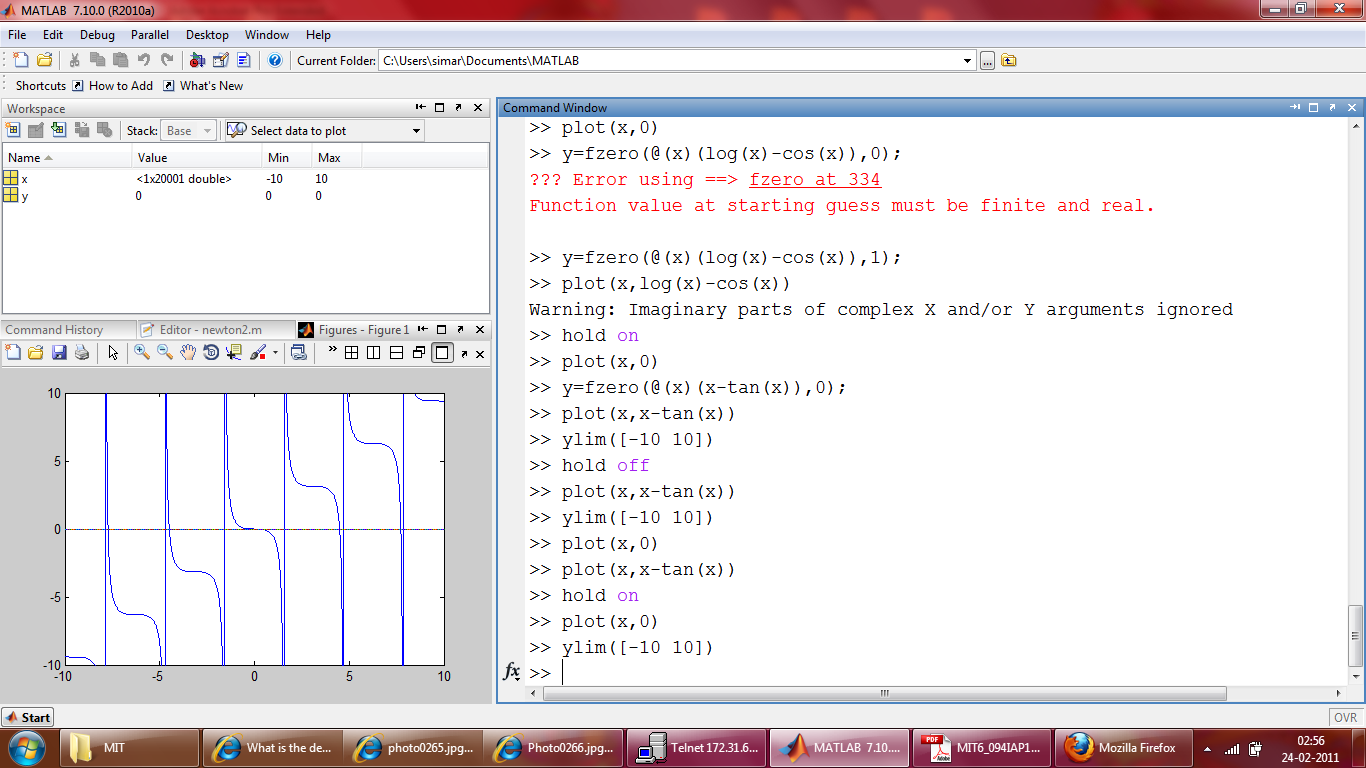 MATLAB 7.10.0 (R2010a)
File Edit Debug Parallel Desktop Window Help
Current Folder: C:\Users\simar\Documents\MATLAB ...
Shortcuts How to Add What's New
Workspace
Stack: Base Select data to plot
Name Value Min Max
x <1x20001 double> -10 10
y 0 0 0
Command History Editor - newton2.m Figures - Figure 1
10
5
0
-5
-10
-10 -5 0 5 10
Command Window
>> plot(x,0)
>> y=fzero(@(x)(log(x)-cos(x)),0);
??? Error using ==> fzero at 334
Function value at starting guess must be finite and real.
>> y=fzero(@(x)(log(x)-cos(x)),1);
>> plot(x,log(x)-cos(x))
Warning: Imaginary parts of complex X and/or Y arguments ignored
>> hold on
>> plot(x,0)
>> y=fzero(@(x)(x-tan(x)),0);
>> plot(x,x-tan(x))
>> ylim([-10 10])
>> hold off
>> plot(x,x-tan(x))
>> ylim([-10 10])
>> plot(x,0)
>> plot(x,x-tan(x))
>> hold on
>> plot(x,0)
>> ylim([-10 10])
fx >>
Start OVR
MIT What is the de... photo0265.jpg... Photo0266.jpg... Telnet 172.31.6... MATLAB 7.10.... PDF Adobe MIT6_094IAP1... Mozilla Firefox 02:56
24-02-2011